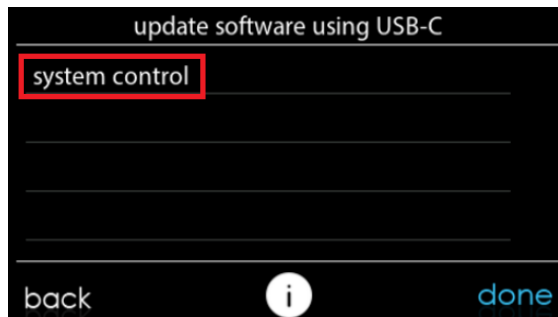 update software using USB-C
system control
back
i
done